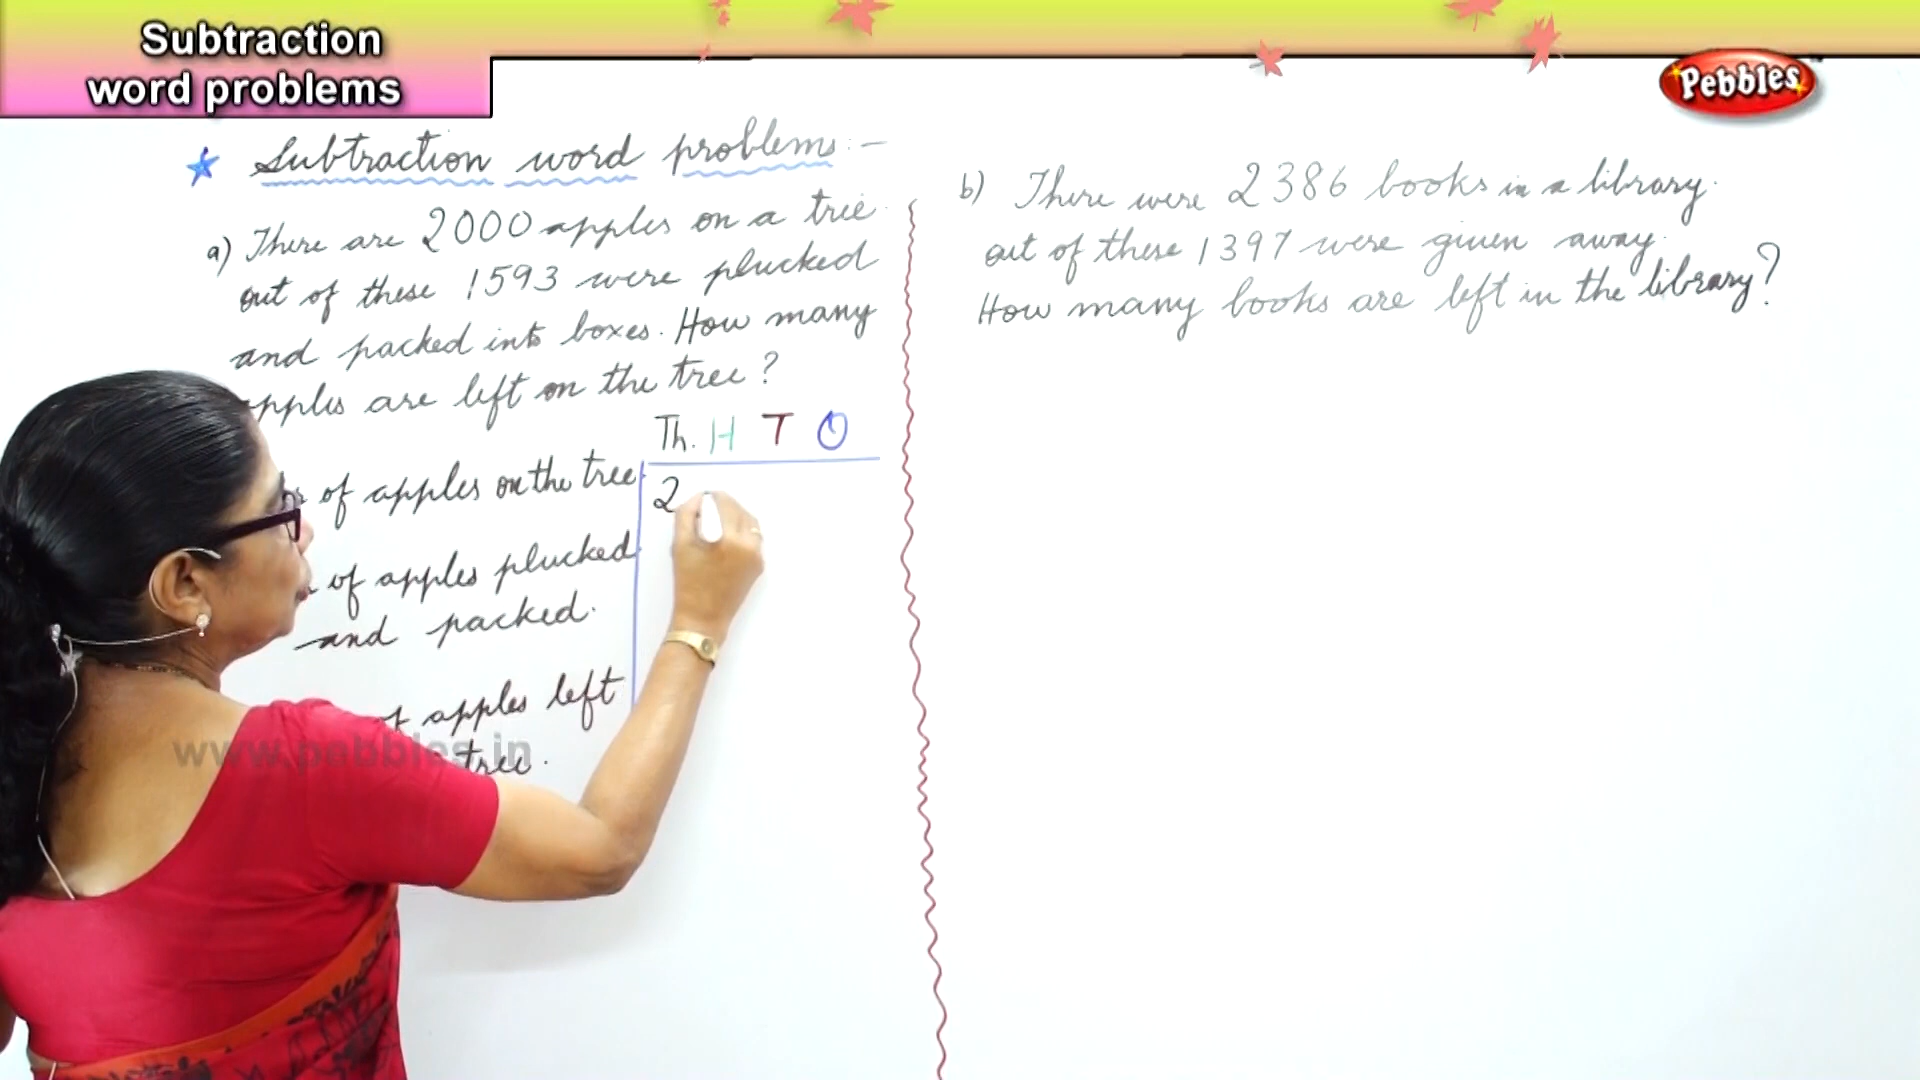 Subtraction
word problems
Pebbles
★ Subtraction word problems :-
a) There are 2000 apples on a tree.
out of these 1593 were plucked
and packed into boxes. How many
apples are left on the tree?
Th. H T O
of apples on the tree.
2
of apples plucked
and packed.
of apples left
tree.
www.pebbles.in
b) There were 2386 books in a library.
out of these 1397 were given away.
How many books are left in the library?